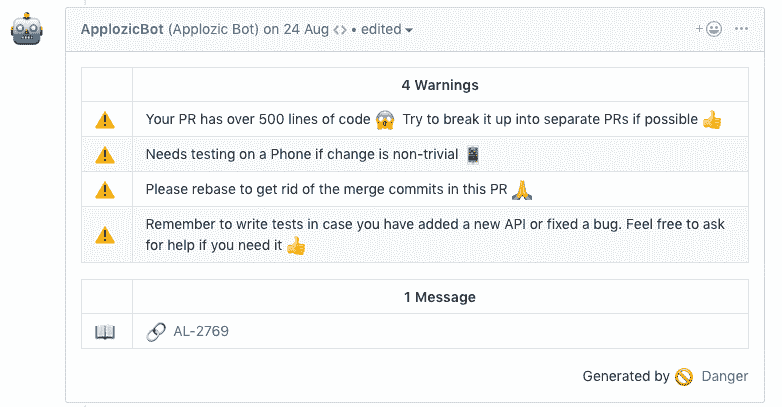 ApplozicBot (Applozic Bot) on 24 Aug <> • edited
4 Warnings
Your PR has over 500 lines of code 😱 Try to break it up into separate PRs if possible 👍
Needs testing on a Phone if change is non-trivial 📱
Please rebase to get rid of the merge commits in this PR 🙏
Remember to write tests in case you have added a new API or fixed a bug. Feel free to ask
for help if you need it 👍
1 Message
AL-2769
Generated by 🚫 Danger